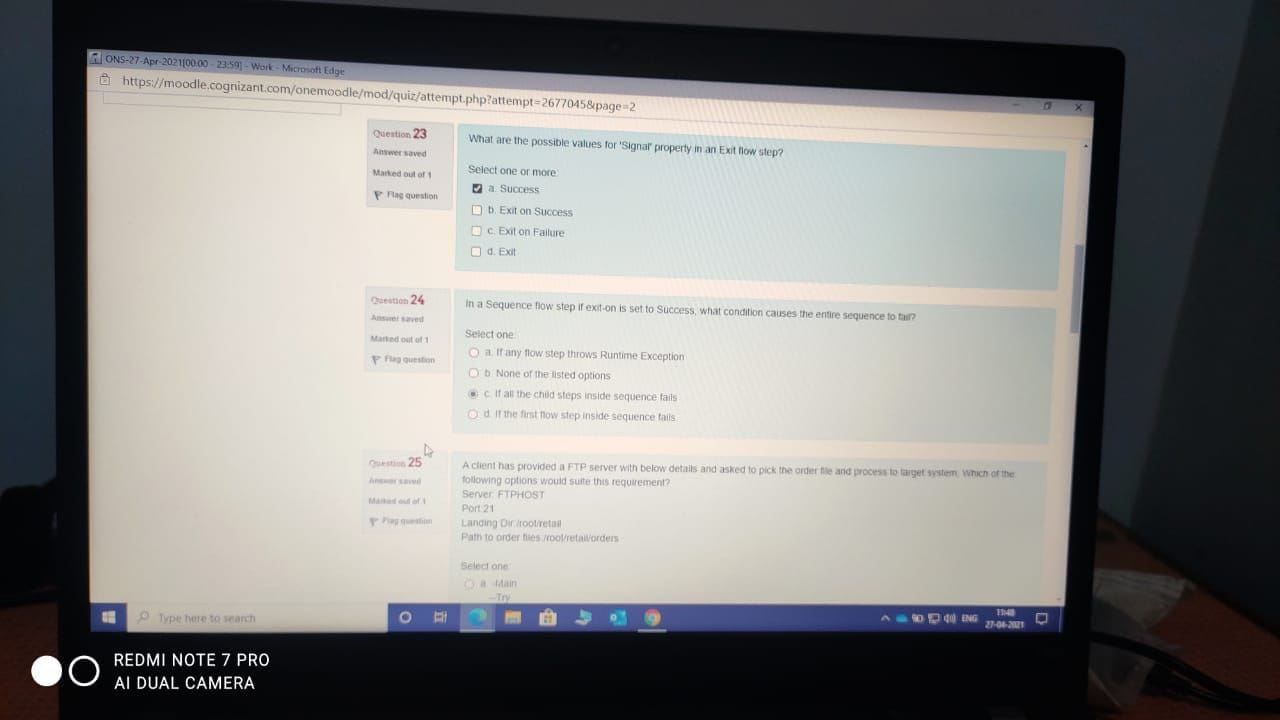 ONS-27-Apr-2021[00:00 - 23:59] - Work - Microsoft Edge
https://moodle.cognizant.com/onemoodle/mod/quiz/attempt.php?attempt=2677045&page=2
Question 23
Answer saved
Marked out of 1
Flag question
What are the possible values for 'Signal' property in an Exit flow step?
Select one or more:
a. Success
b. Exit on Success
c. Exit on Failure
d. Exit
Question 24
Answer saved
Marked out of 1
Flag question
In a Sequence flow step if exit-on is set to Success, what condition causes the entire sequence to fail?
Select one:
a. If any flow step throws Runtime Exception
b. None of the listed options
c. If all the child steps inside sequence fails
d. If the first flow step inside sequence fails
Question 25
Answer saved
Marked out of 1
Flag question
A client has provided a FTP server with below details and asked to pick the order file and process to target system. Which of the
following options would suite this requirement?
Server: FTPHOST
Port:21
Landing Dir:/root/retail
Path to order files:/root/retail/orders
Select one:
a. -Main
--Try
Type here to search
ENG
11:48
27-04-2021
REDMI NOTE 7 PRO
AI DUAL CAMERA